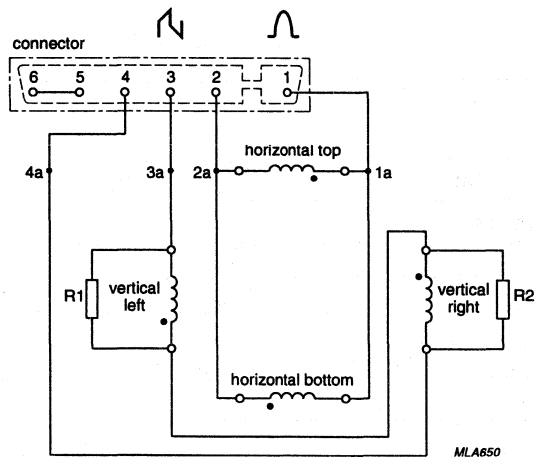 connector
6 5 4 3 2 1
horizontal top
4a 3a 2a 1a
R1
vertical
left
vertical
right
R2
horizontal bottom
MLA650